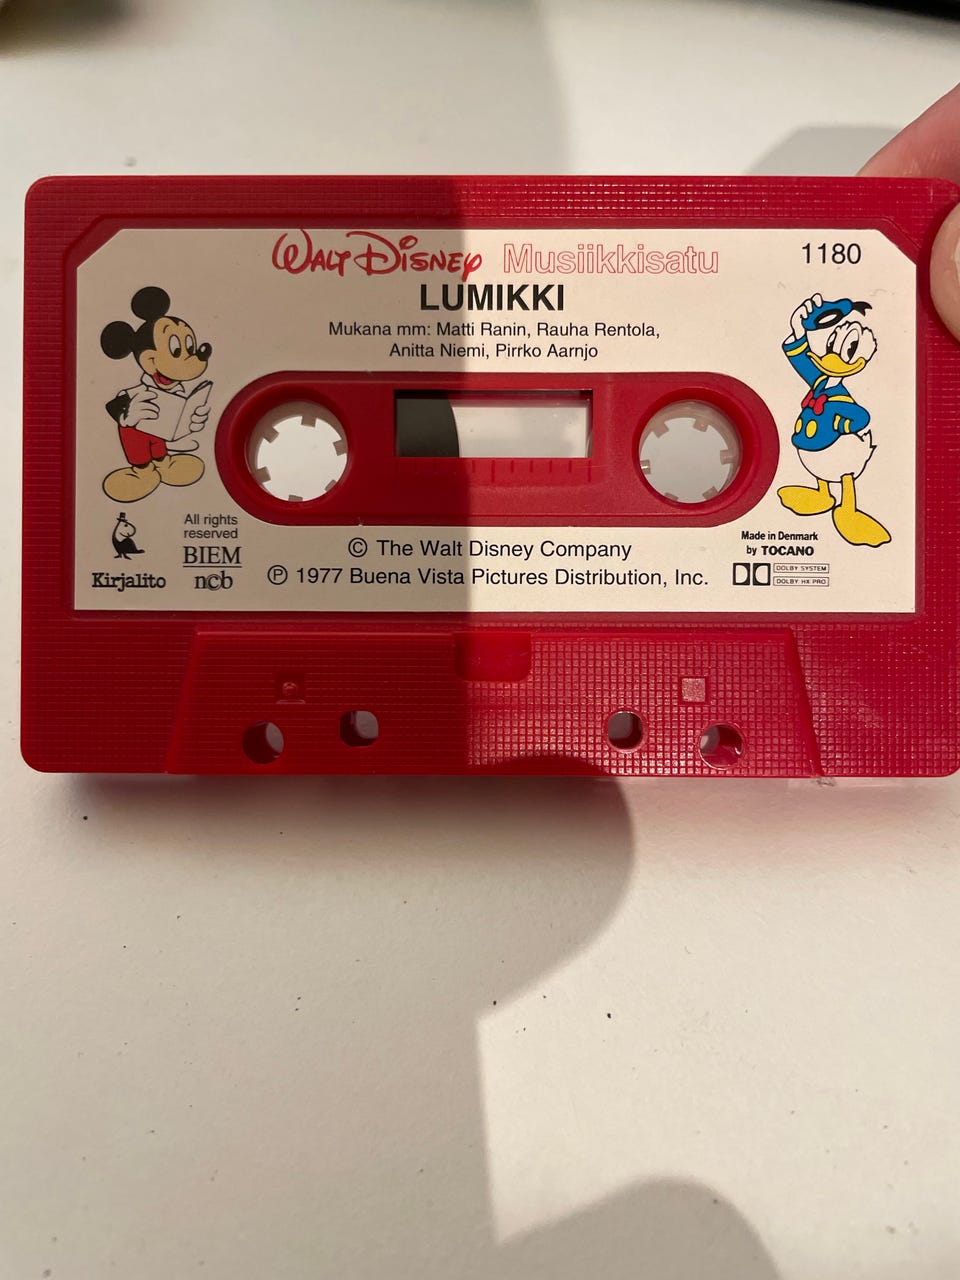 WALT DISNEY Musiikkisatu
1180
LUMIKKI
Mukana mm: Matti Ranin, Rauha Rentola,
Anitta Niemi, Pirrko Aarnjo
Kirjalito
All rights
reserved
BIEM
ncb
© The Walt Disney Company
℗ 1977 Buena Vista Pictures Distribution, Inc.
Made in Denmark
by TOCANO
DOLBY SYSTEM
DOLBY HX PRO